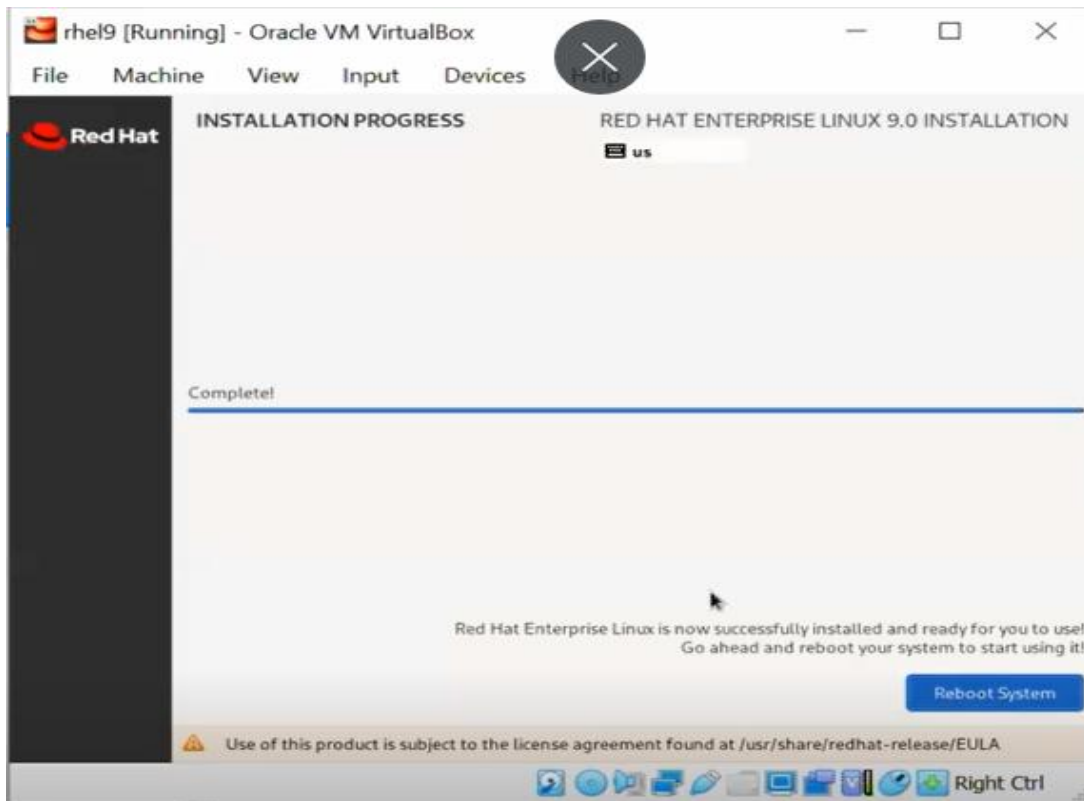 rhel9 [Running] - Oracle VM VirtualBox
File Machine View Input Devices Help
Red Hat
INSTALLATION PROGRESS
RED HAT ENTERPRISE LINUX 9.0 INSTALLATION
us
Complete!
Red Hat Enterprise Linux is now successfully installed and ready for you to use!
Go ahead and reboot your system to start using it!
Reboot System
Use of this product is subject to the license agreement found at /usr/share/redhat-release/EULA
Right Ctrl